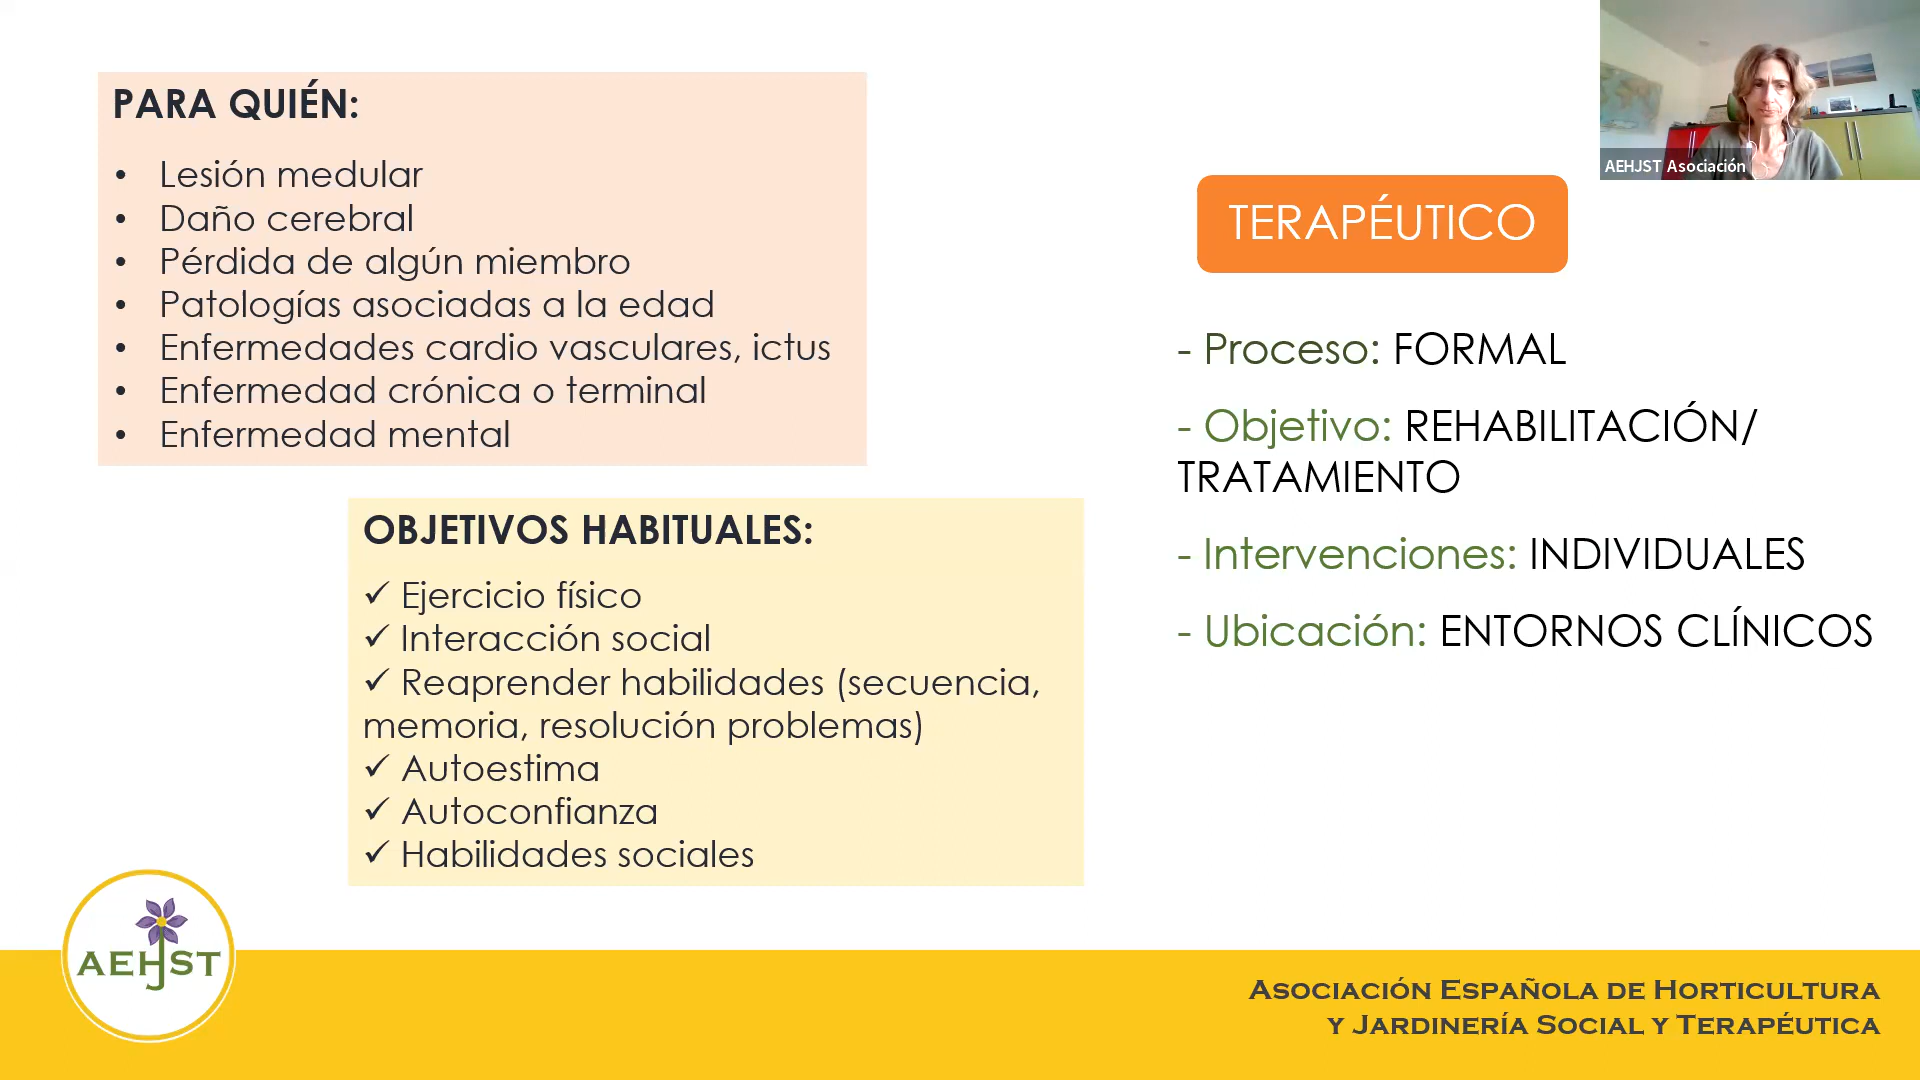 PARA QUIÉN:
• Lesión medular
• Daño cerebral
• Pérdida de algún miembro
• Patologías asociadas a la edad
• Enfermedades cardio vasculares, ictus
• Enfermedad crónica o terminal
• Enfermedad mental
OBJETIVOS HABITUALES:
✓ Ejercicio físico
✓ Interacción social
✓ Reaprender habilidades (secuencia,
memoria, resolución problemas)
✓ Autoestima
✓ Autoconfianza
✓ Habilidades sociales
AEHJST Asociación
TERAPÉUTICO
- Proceso: FORMAL
- Objetivo: REHABILITACIÓN/
TRATAMIENTO
- Intervenciones: INDIVIDUALES
- Ubicación: ENTORNOS CLÍNICOS
AEHJST
ASOCIACIÓN ESPAÑOLA DE HORTICULTURA
Y JARDINERÍA SOCIAL Y TERAPÉUTICA